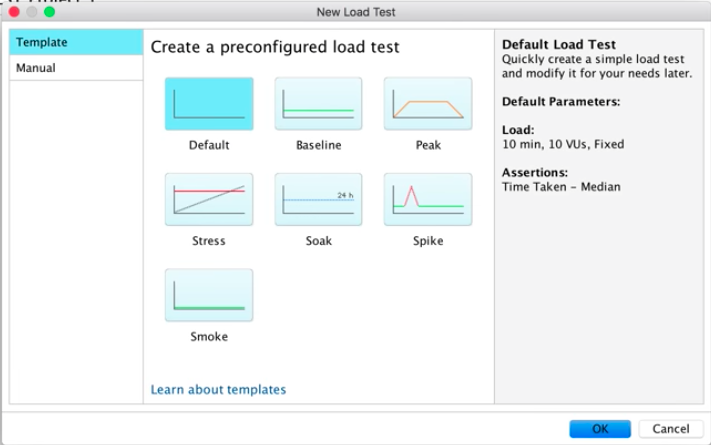 New Load Test
Template
Manual
Create a preconfigured load test
Default
Baseline
Peak
24 h
Stress
Soak
Spike
Smoke
Learn about templates
Default Load Test
Quickly create a simple load test
and modify it for your needs later.
Default Parameters:
Load:
10 min, 10 VUs, Fixed
Assertions:
Time Taken – Median
OK
Cancel